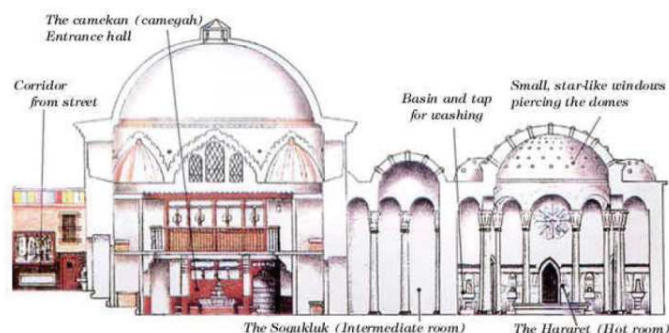 The camekan (camegah)
Entrance hall
Corridor
from street
Basin and tap
for washing
Small, star-like windows
piercing the domes
The Sogukluk (Intermediate room)
The Hararet (Hot room)